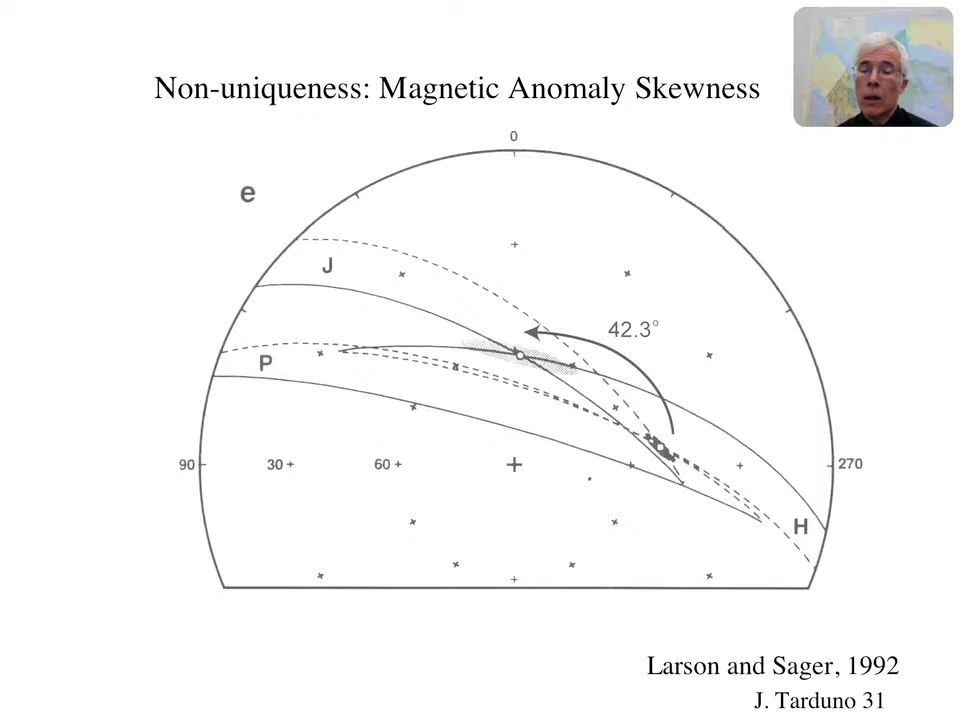 Non-uniqueness: Magnetic Anomaly Skewness
0
e
J
42.3°
P
90
30
60
270
H
Larson and Sager, 1992
J. Tarduno 31